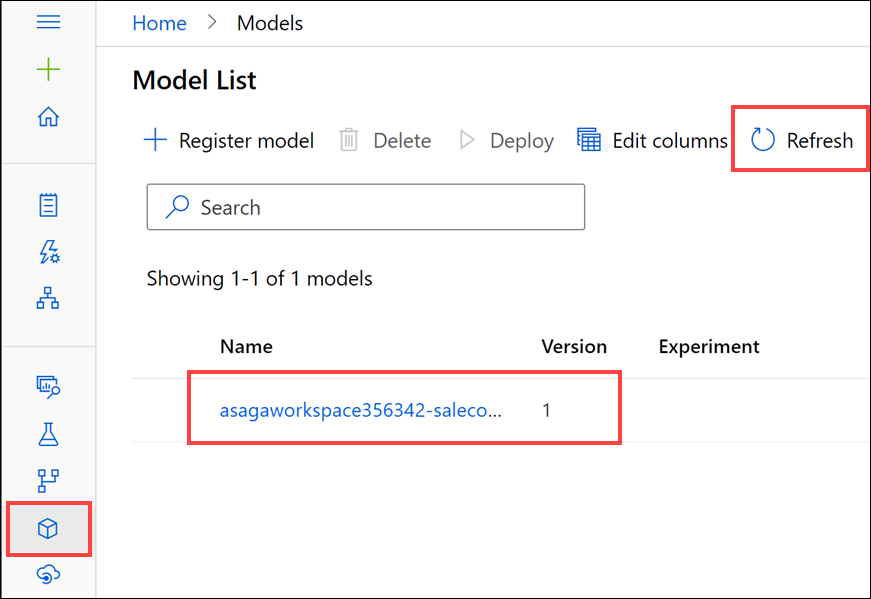 Home > Models
Model List
Register model Delete Deploy Edit columns Refresh
Search
Showing 1-1 of 1 models
Name Version Experiment
asagaworkspace356342-saleco... 1